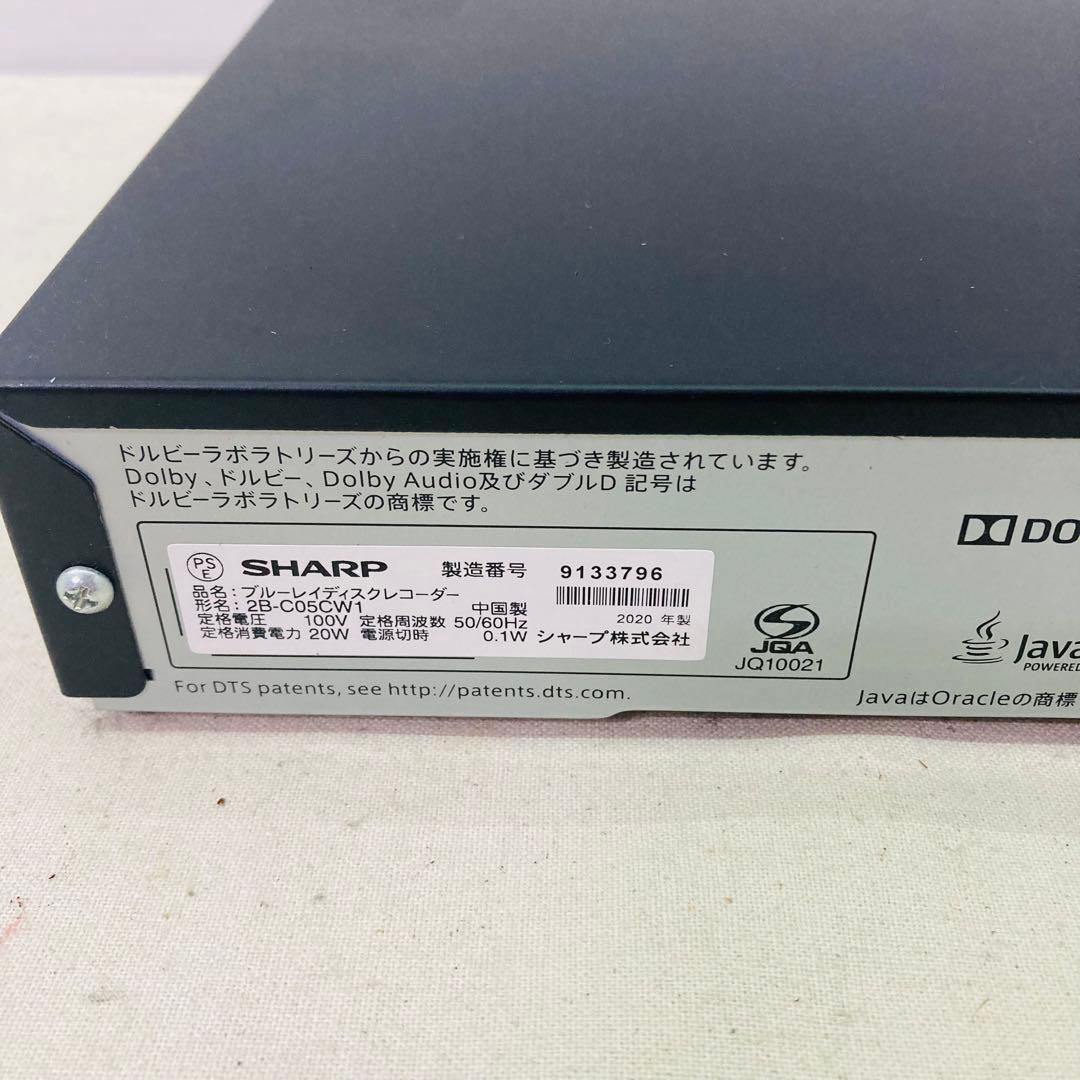 ドルビーラボラトリーズからの実施権に基づき製造されています。
Dolby、ドルビー、Dolby Audio及びダブルD 記号は
ドルビーラボラトリーズの商標です。
DO
PS
E
SHARP 製造番号 9133796
品名：ブルーレイディスクレコーダー
形名：2B-C05CW1 中国製
2020 年製
定格電圧 100V 定格周波数 50/60Hz
定格消費電力 20W 電源切時 0.1W シャープ株式会社
JQA
JQ10021
Java
POWERED
For DTS patents, see http://patents.dts.com.
JavaはOracleの商標